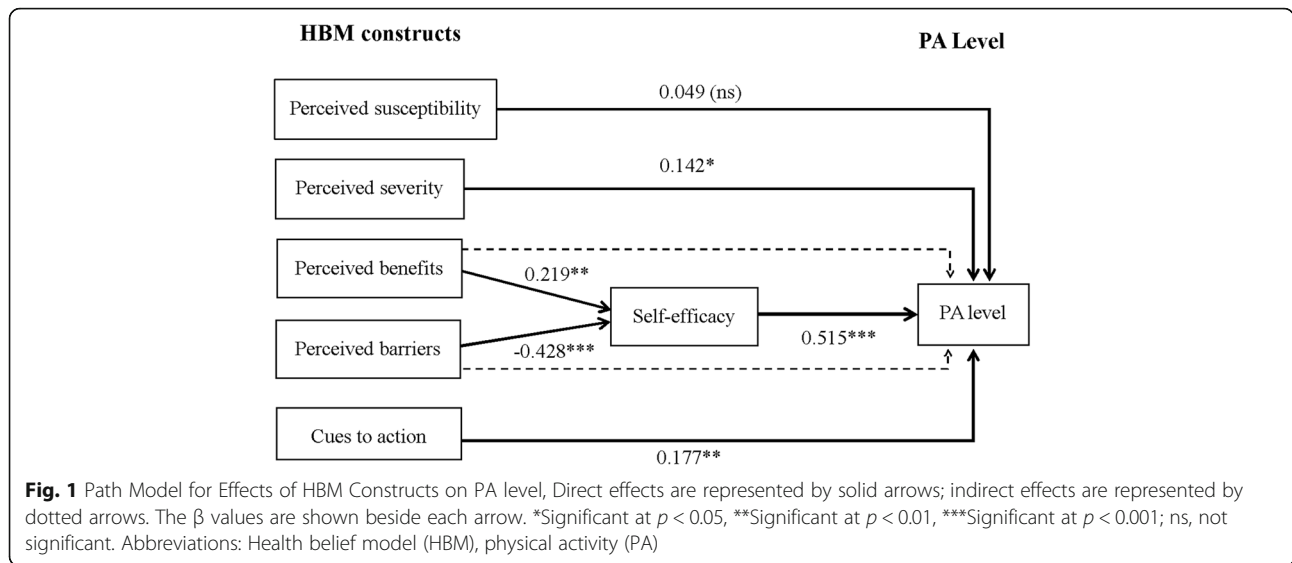 HBM constructs
PA Level
Perceived susceptibility
0.049 (ns)
Perceived severity
0.142*
Perceived benefits
0.219**
Self-efficacy
0.515***
PA level
Perceived barriers
-0.428***
Cues to action
0.177**
Fig. 1 Path Model for Effects of HBM Constructs on PA level, Direct effects are represented by solid arrows; indirect effects are represented by
dotted arrows. The β values are shown beside each arrow. *Significant at p < 0.05, **Significant at p < 0.01, ***Significant at p < 0.001; ns, not
significant. Abbreviations: Health belief model (HBM), physical activity (PA)